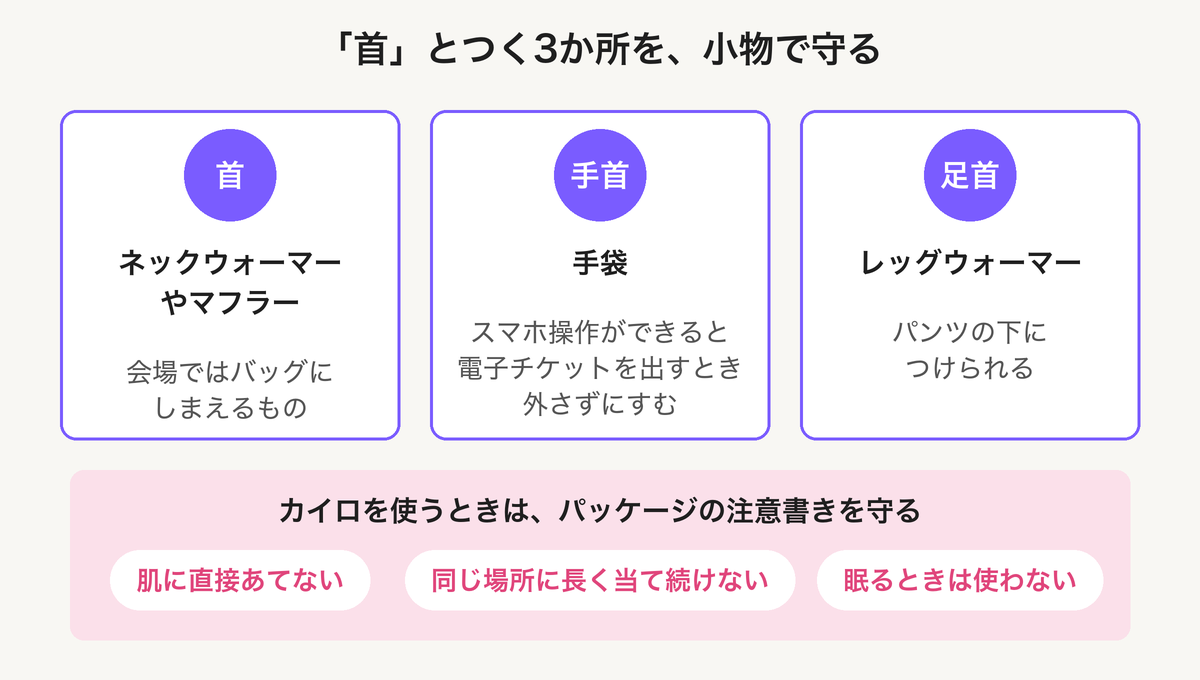 「首」とつく3か所を、小物で守る
首
ネックウォーマー
やマフラー
会場ではバッグに
しまえるもの
手首
手袋
スマホ操作ができると
電子チケットを出すとき
外さずにすむ
足首
レッグウォーマー
パンツの下に
つけられる
カイロを使うときは、パッケージの注意書きを守る
肌に直接あてない
同じ場所に長く当て続けない
眠るときは使わない